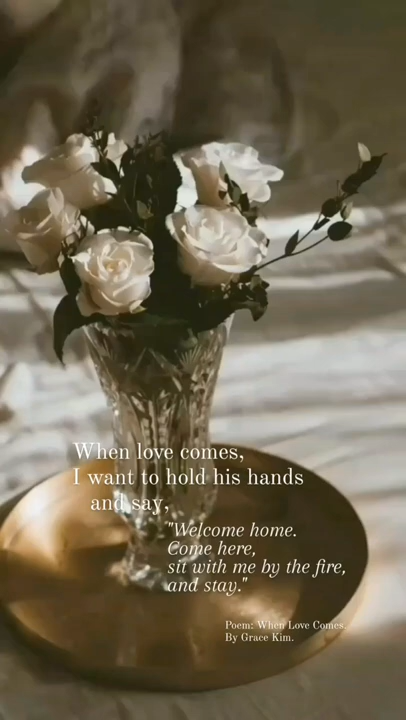 When love comes,
I want to hold his hands
and say,
"Welcome home.
Come here,
sit with me by the fire,
and stay."
Poem: When Love Comes.
By Grace Kim.